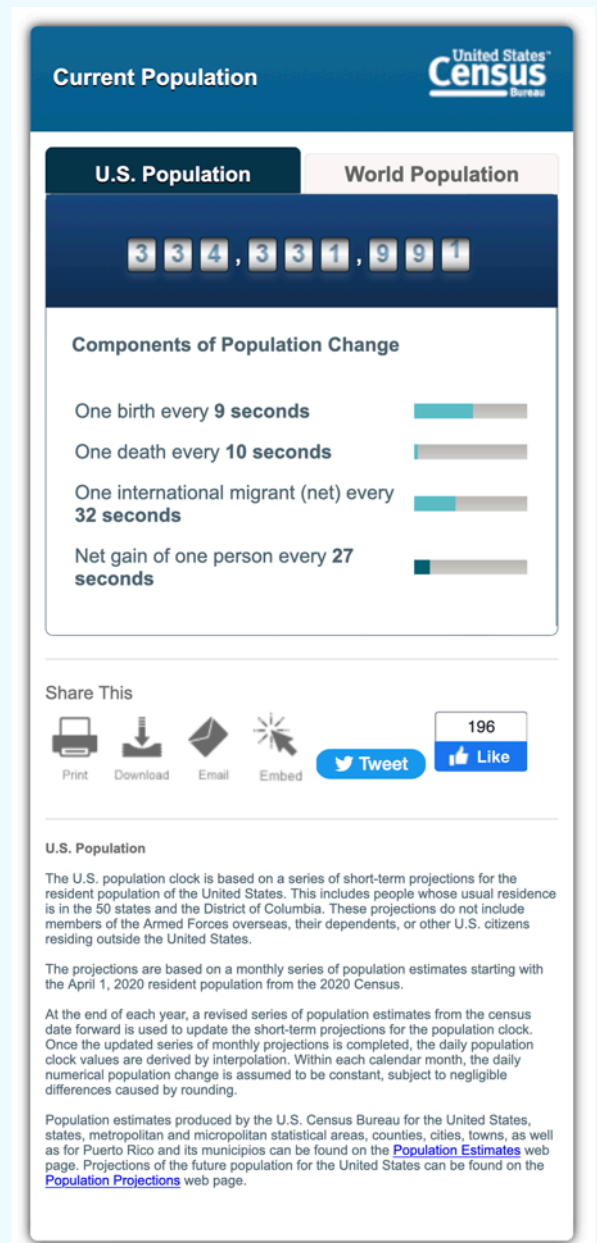 Current Population
United States™
Census
Bureau
U.S. Population
World Population
334,331,991
Components of Population Change
One birth every 9 seconds
One death every 10 seconds
One international migrant (net) every
32 seconds
Net gain of one person every 27
seconds
Share This
196
Print
Download
Email
Embed
Tweet
Like
U.S. Population
The U.S. population clock is based on a series of short-term projections for the
resident population of the United States. This includes people whose usual residence
is in the 50 states and the District of Columbia. These projections do not include
members of the Armed Forces overseas, their dependents, or other U.S. citizens
residing outside the United States.
The projections are based on a monthly series of population estimates starting with
the April 1, 2020 resident population from the 2020 Census.
At the end of each year, a revised series of population estimates from the census
date forward is used to update the short-term projections for the population clock.
Once the updated series of monthly projections is completed, the daily population
clock values are derived by interpolation. Within each calendar month, the daily
numerical population change is assumed to be constant, subject to negligible
differences caused by rounding.
Population estimates produced by the U.S. Census Bureau for the United States,
states, metropolitan and micropolitan statistical areas, counties, cities, towns, as well
as for Puerto Rico and its municipios can be found on the Population Estimates web
page. Projections of the future population for the United States can be found on the
Population Projections web page.